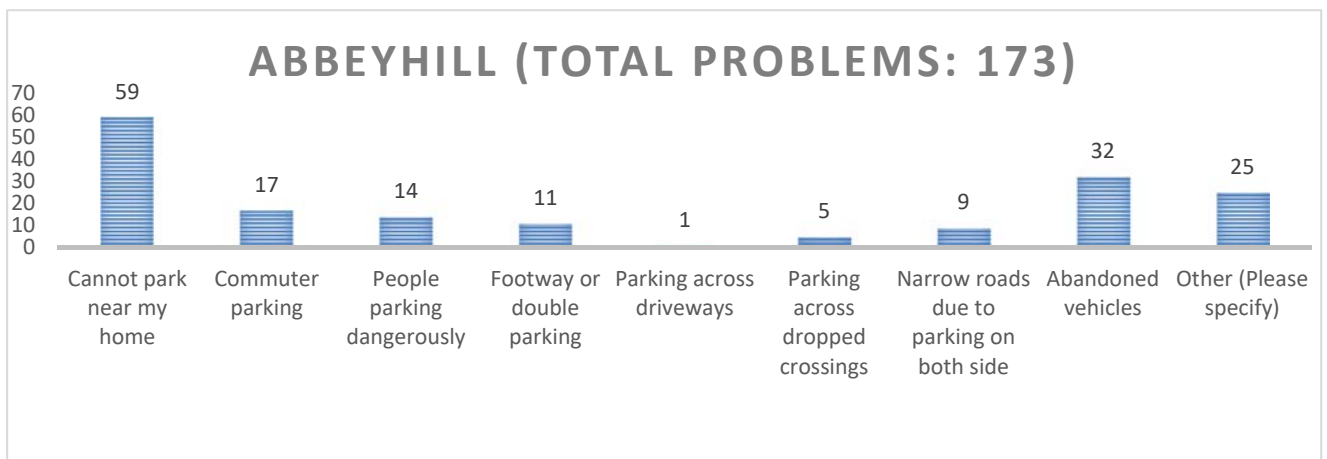 ABBEYHILL (TOTAL PROBLEMS: 173)
70
60
50
40
30
20
10
0
59
17
14
11
1
5
9
32
25
Cannot park
near my
home
Commuter
parking
People
parking
dangerously
Footway or
double
parking
Parking across
driveways
Parking
across
dropped
crossings
Narrow roads
due to
parking on
both side
Abandoned
vehicles
Other (Please
specify)